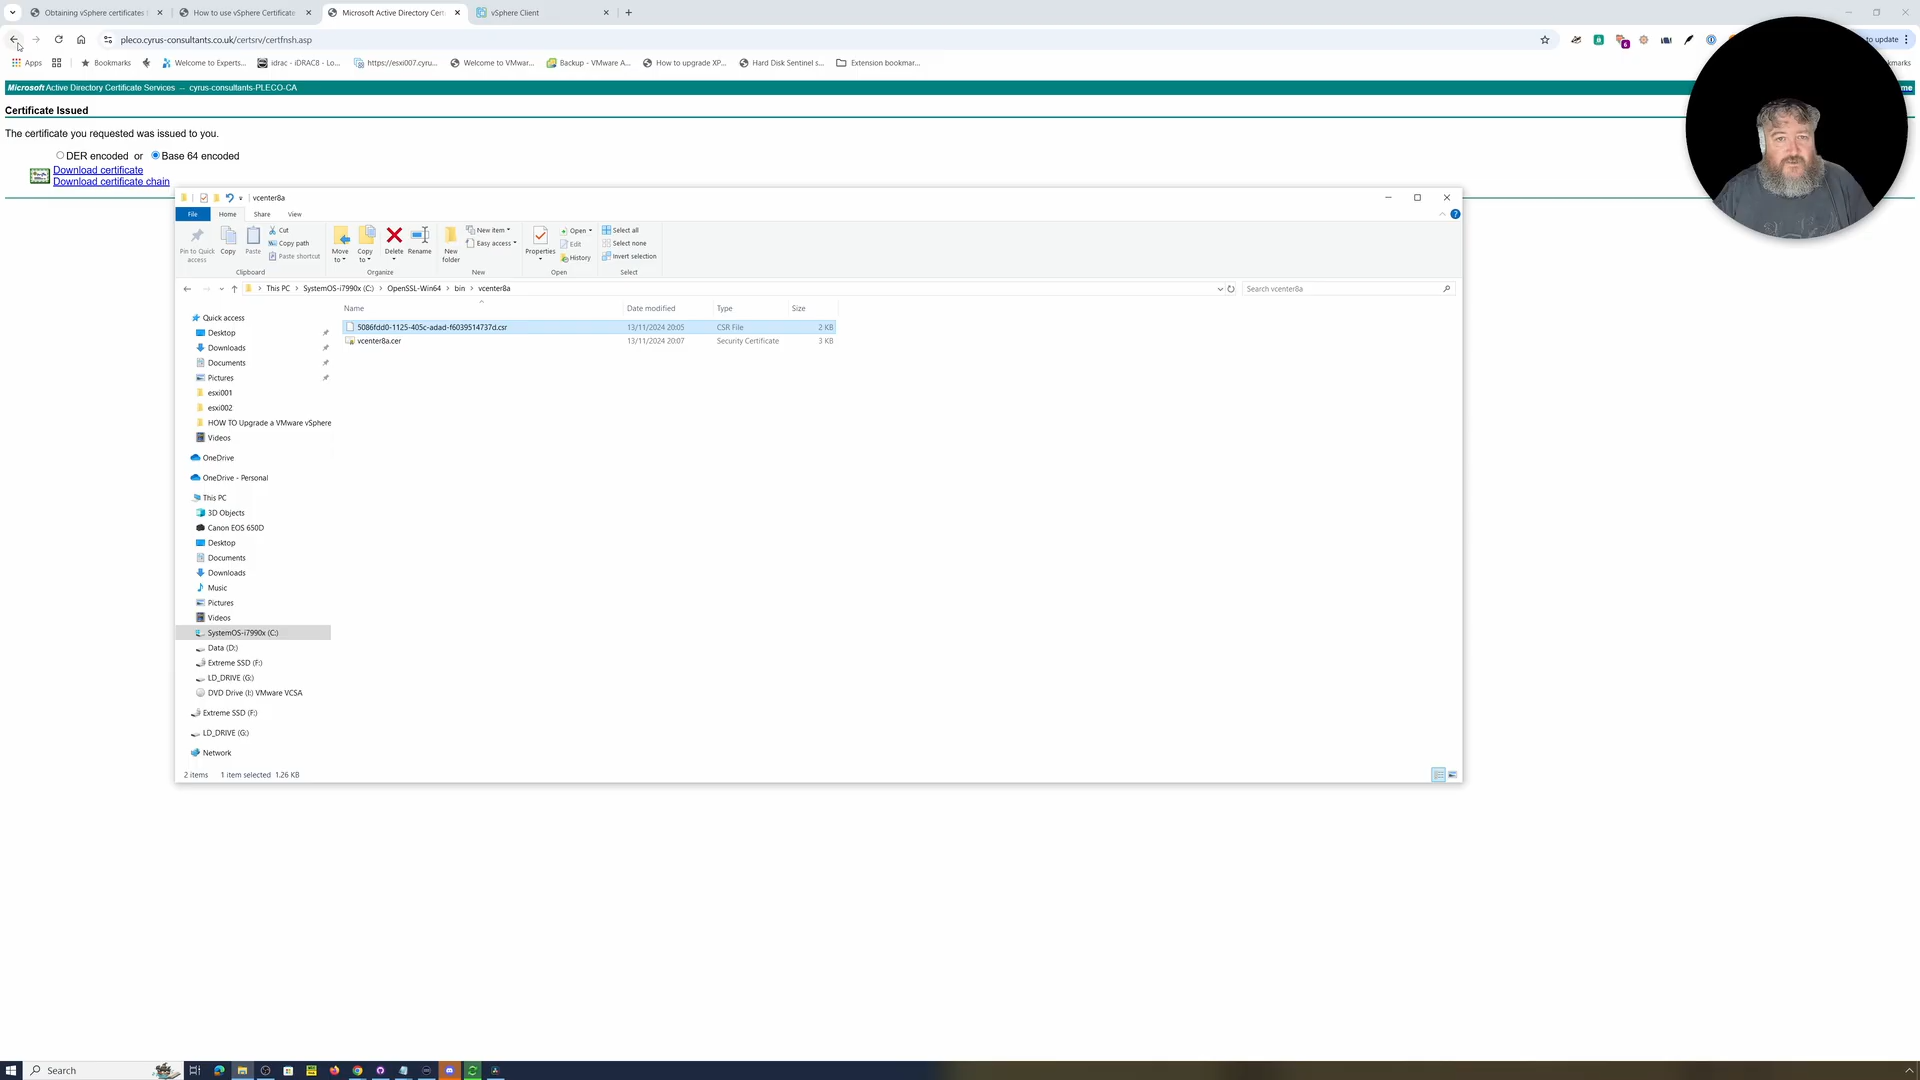 Obtaining vSphere certificates
How to use vSphere Certificate
Microsoft Active Directory Cert
vSphere Client
pleco.cyrus-consultants.co.uk/certsrv/certfnsh.asp
to update
Apps
Bookmarks
Welcome to Experts...
idrac - iDRAC8 - Lo...
https://esxi007.cyru...
Welcome to VMwar...
Backup - VMware A...
How to upgrade XP...
Hard Disk Sentinel s...
Extension bookmar...
Microsoft Active Directory Certificate Services -- cyrus-consultants-PLECO-CA
Certificate Issued
The certificate you requested was issued to you.
DER encoded or Base 64 encoded
Download certificate
Download certificate chain
vcenter8a
File Home Share View
Pin to Quick access
Copy
Paste
Cut
Copy path
Paste shortcut
Clipboard
Move to
Copy to
Delete
Rename
Organize
New folder
New item
Easy access
New
Properties
Open
Edit
History
Open
Select all
Select none
Invert selection
Select
This PC > SystemOS-i7990x (C:) > OpenSSL-Win64 > bin > vcenter8a
Search vcenter8a
Name Date modified Type Size
5086fdd0-1125-405c-adad-f6039514737d.csr 13/11/2024 20:05 CSR File 2 KB
vcenter8a.cer 13/11/2024 20:07 Security Certificate 3 KB
Quick access
Desktop
Downloads
Documents
Pictures
esxi001
esxi002
HOW TO Upgrade a VMware vSphere
Videos
OneDrive
OneDrive - Personal
This PC
3D Objects
Canon EOS 650D
Desktop
Documents
Downloads
Music
Pictures
Videos
SystemOS-i7990x (C:)
Data (D:)
Extreme SSD (F:)
LD_DRIVE (G:)
DVD Drive (I:) VMware VCSA
Extreme SSD (F:)
LD_DRIVE (G:)
Network
2 items 1 item selected 1.26 KB
Search